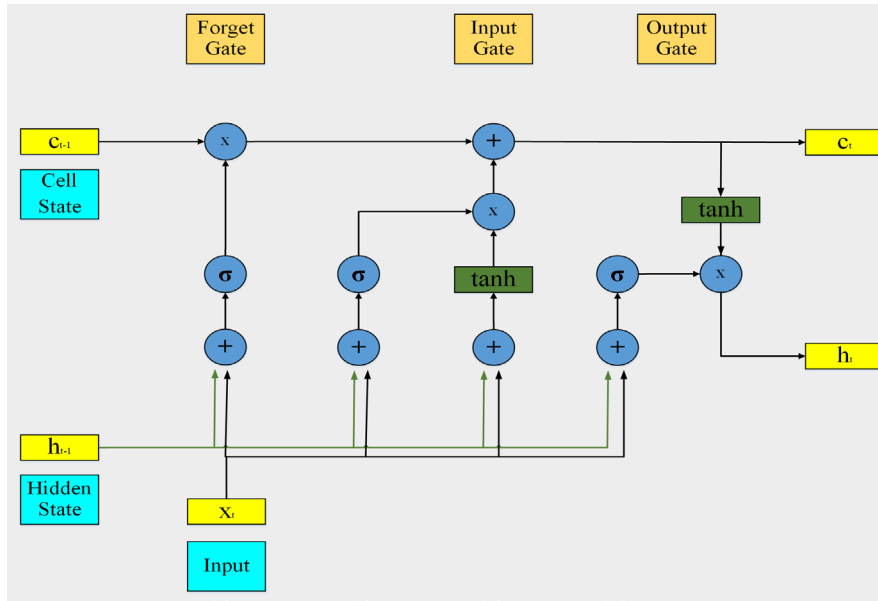 Forget
Gate
Input
Gate
Output
Gate
cₜ₋₁
x
+
cₜ
Cell
State
x
tanh
σ
σ
tanh
σ
x
+
+
+
+
hₜ
hₜ₋₁
Hidden
State
xₜ
Input